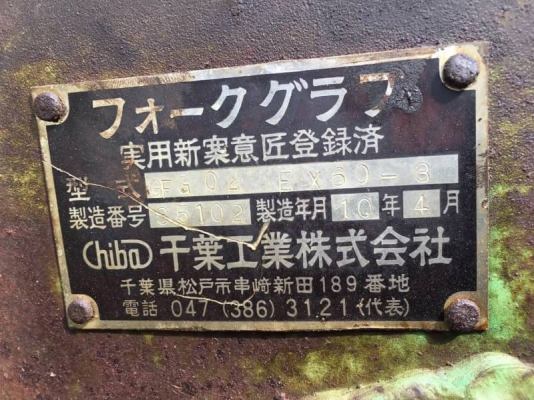 フォークグラブ
実用新案意匠登録済
型式 FG02 EX60-3
製造番号 35102 製造年月 10年4月
Chiba 千葉工業株式会社
千葉県松戸市串崎新田189番地
電話 047(386)3121(代表)